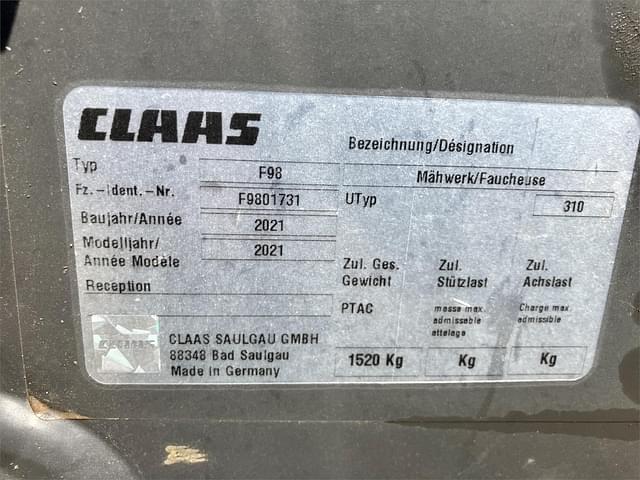 CLAAS
Bezeichnung/Désignation
Typ F98
Mähwerk/Faucheuse
Fz.-Ident.-Nr. F9801731
UTyp 310
Baujahr/Année 2021
Modelljahr/
Année Modèle 2021
Reception
Zul. Ges.
Gewicht
PTAC
1520 Kg
Zul.
Stützlast
masse max.
admissable
attelage
Kg
Zul.
Achslast
Charge max.
admissible
Kg
CLAAS
CLAAS SAULGAU GMBH
88348 Bad Saulgau
Made in Germany